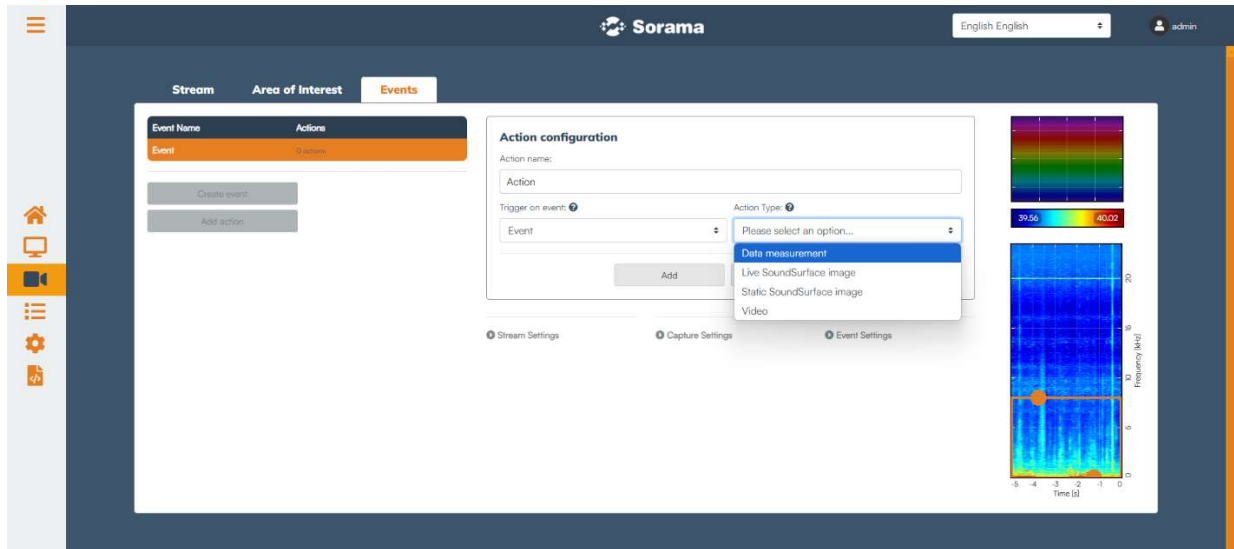 Sorama
English English
admin
Stream
Area of Interest
Events
Event Name
Actions
Event
0 actions
Create event
Add action
Action configuration
Action name:
Action
Trigger on event:
Action Type:
Event
Please select an option...
Data measurement
Live SoundSurface image
Static SoundSurface image
Video
Add
Stream Settings
Capture Settings
Event Settings
39.56
40.02
20
16
10
5
0
Frequency [kHz]
-5 -4 -3 -2 -1 0
Time [s]